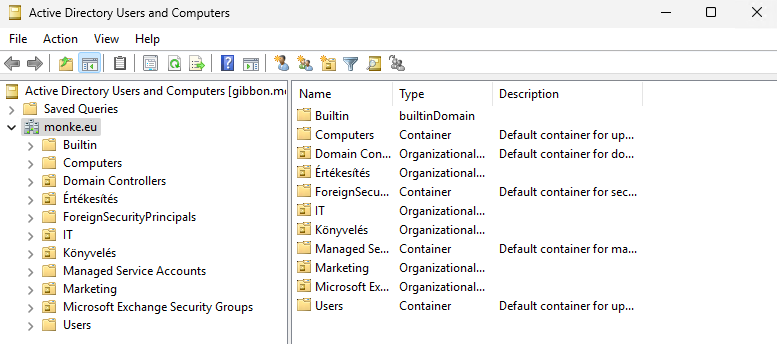 Active Directory Users and Computers
File Action View Help
Active Directory Users and Computers [gibbon.m
Saved Queries
monke.eu
Builtin
Computers
Domain Controllers
Értékesítés
ForeignSecurityPrincipals
IT
Könyvelés
Managed Service Accounts
Marketing
Microsoft Exchange Security Groups
Users
Name Type Description
Builtin builtinDomain
Computers Container Default container for up...
Domain Con... Organizational... Default container for do...
Értékesítés Organizational...
ForeignSecu... Container Default container for sec...
IT Organizational...
Könyvelés Organizational...
Managed Se... Container Default container for ma...
Marketing Organizational...
Microsoft Ex... Organizational...
Users Container Default container for up...